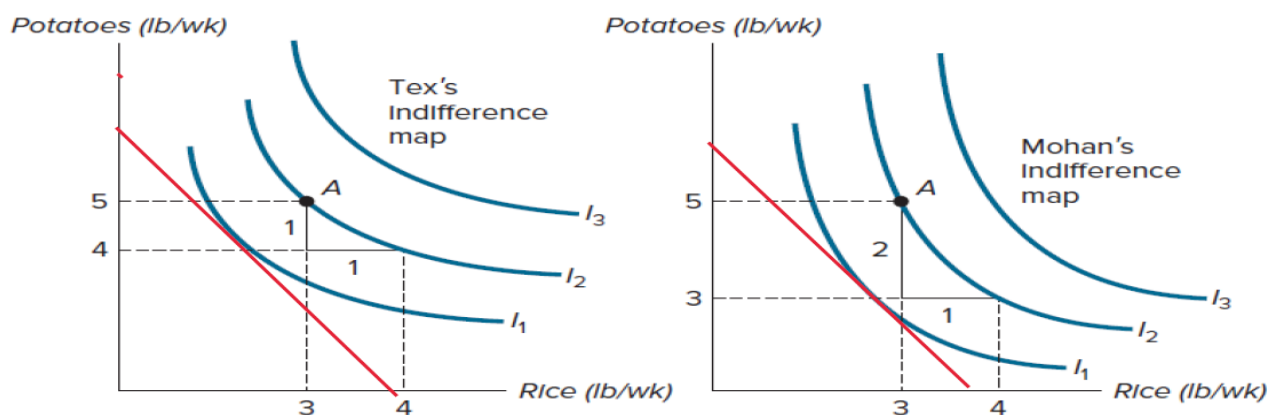 Potatoes (lb/wk)
Tex's
indifference
map
A
5
1
4
1
I3
I2
I1
Rice (lb/wk)
3
4
Potatoes (lb/wk)
Mohan's
indifference
map
A
5
2
3
1
I3
I2
I1
Rice (lb/wk)
3
4